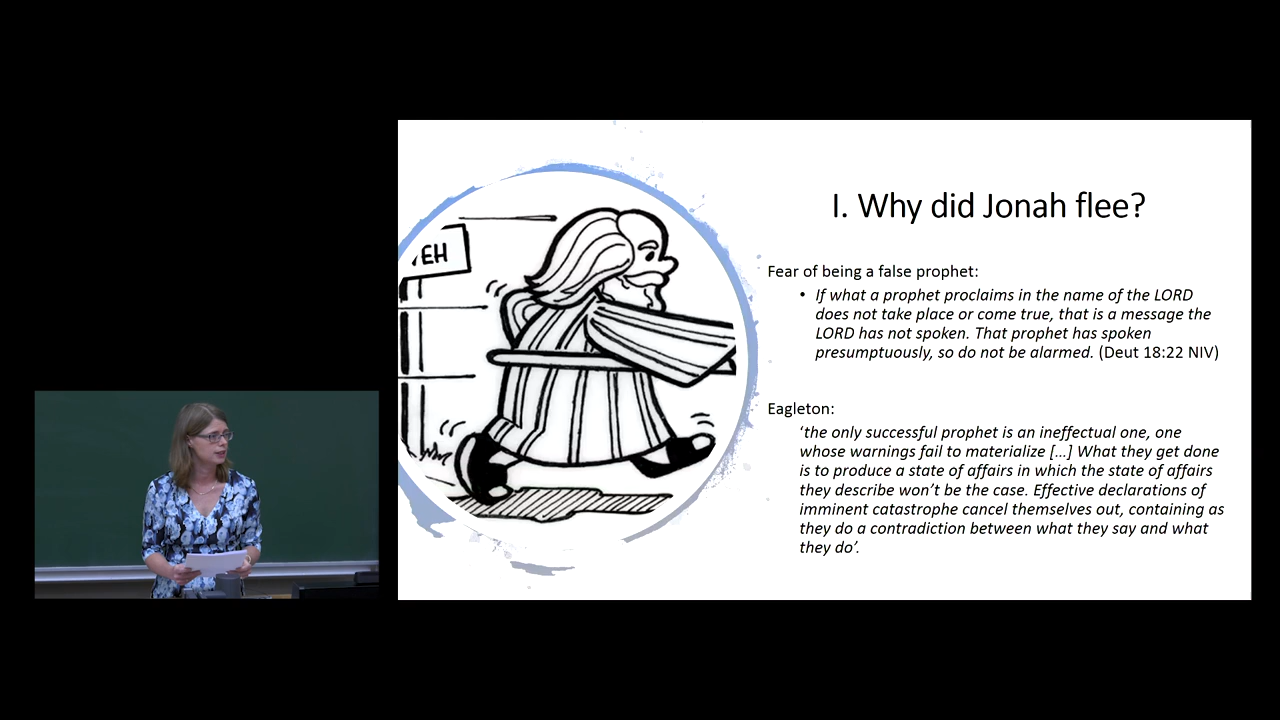 EH
I. Why did Jonah flee?
Fear of being a false prophet:
• If what a prophet proclaims in the name of the LORD
does not take place or come true, that is a message the
LORD has not spoken. That prophet has spoken
presumptuously, so do not be alarmed. (Deut 18:22 NIV)
Eagleton:
‘the only successful prophet is an ineffectual one, one
whose warnings fail to materialize […] What they get done
is to produce a state of affairs in which the state of affairs
they describe won’t be the case. Effective declarations of
imminent catastrophe cancel themselves out, containing as
they do a contradiction between what they say and what
they do’.